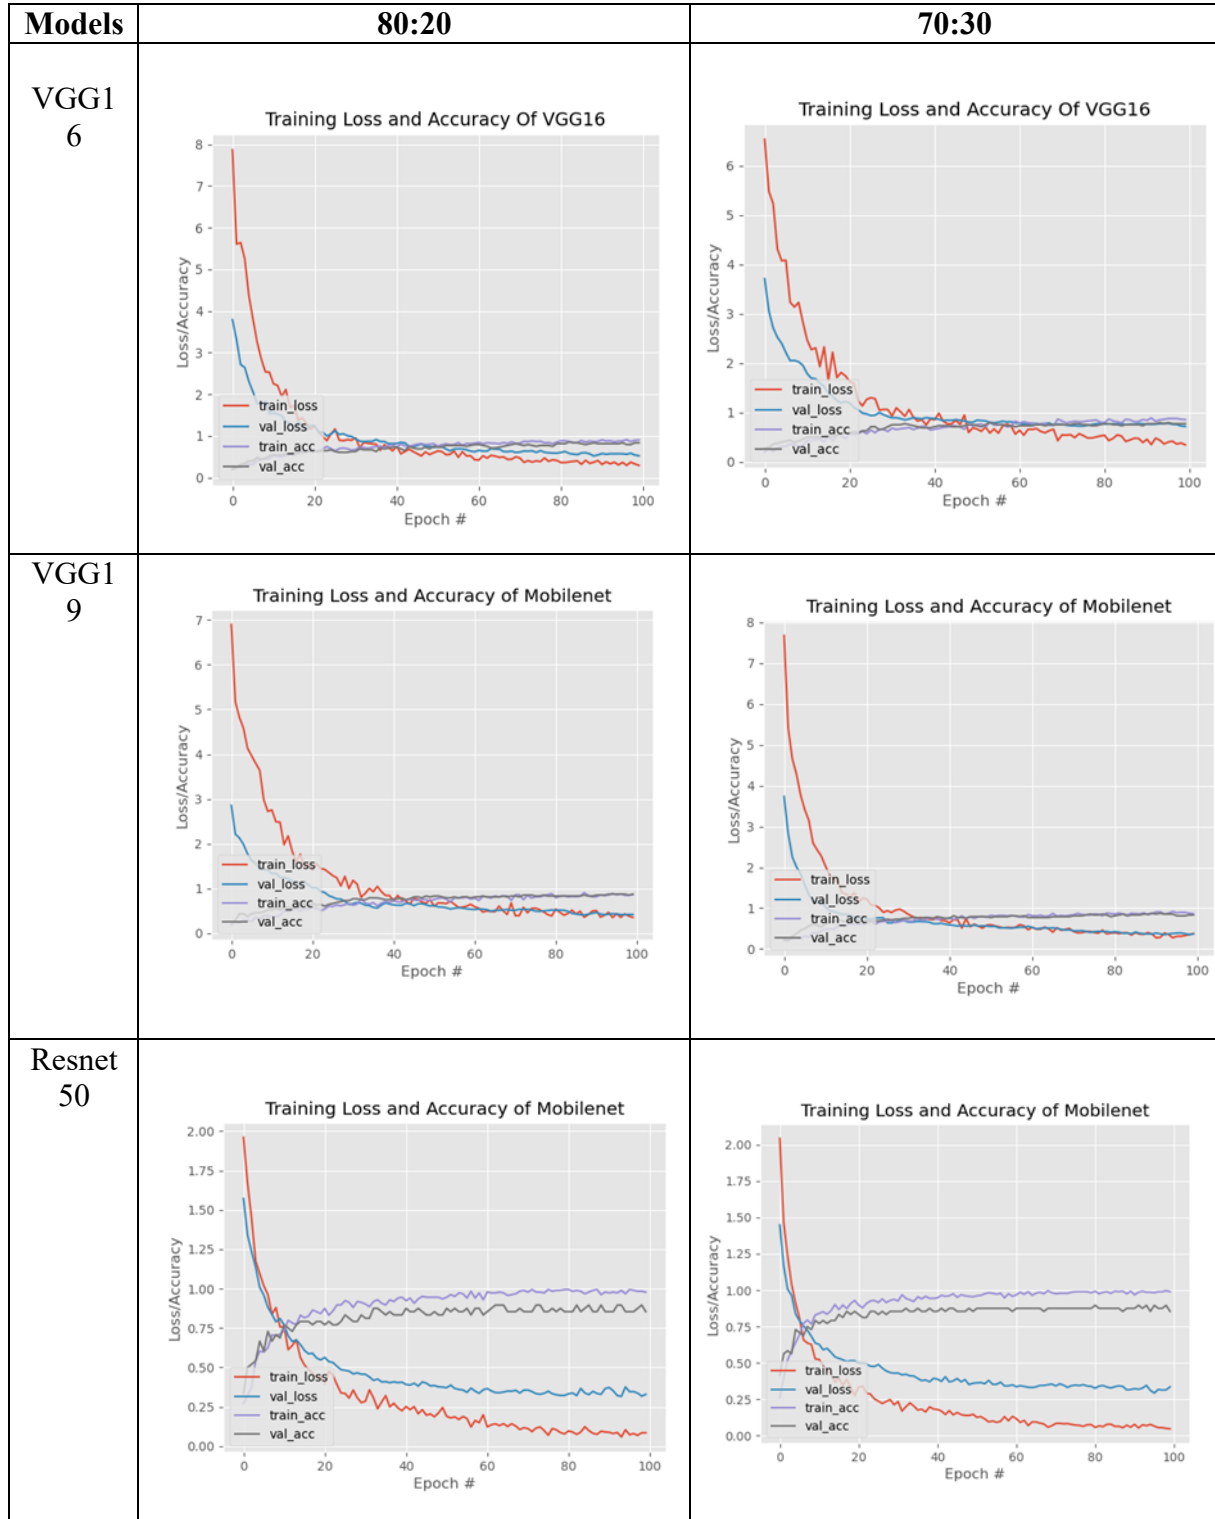 Models 80:20 70:30
VGG1
6
Training Loss and Accuracy Of VGG16
8
7
6
5
4
3
2
1
0
Loss/Accuracy
train_loss
val_loss
train_acc
val_acc
0 20 40 60 80 100
Epoch #
Training Loss and Accuracy Of VGG16
6
5
4
3
2
1
0
Loss/Accuracy
train_loss
val_loss
train_acc
val_acc
0 20 40 60 80 100
Epoch #
VGG1
9
Training Loss and Accuracy of Mobilenet
7
6
5
4
3
2
1
0
Loss/Accuracy
train_loss
val_loss
train_acc
val_acc
0 20 40 60 80 100
Epoch #
Training Loss and Accuracy of Mobilenet
8
7
6
5
4
3
2
1
0
Loss/Accuracy
train_loss
val_loss
train_acc
val_acc
0 20 40 60 80 100
Epoch #
Resnet
50
Training Loss and Accuracy of Mobilenet
2.00
1.75
1.50
1.25
1.00
0.75
0.50
0.25
0.00
Loss/Accuracy
train_loss
val_loss
train_acc
val_acc
0 20 40 60 80 100
Epoch #
Training Loss and Accuracy of Mobilenet
2.00
1.75
1.50
1.25
1.00
0.75
0.50
0.25
0.00
Loss/Accuracy
train_loss
val_loss
train_acc
val_acc
0 20 40 60 80 100
Epoch #